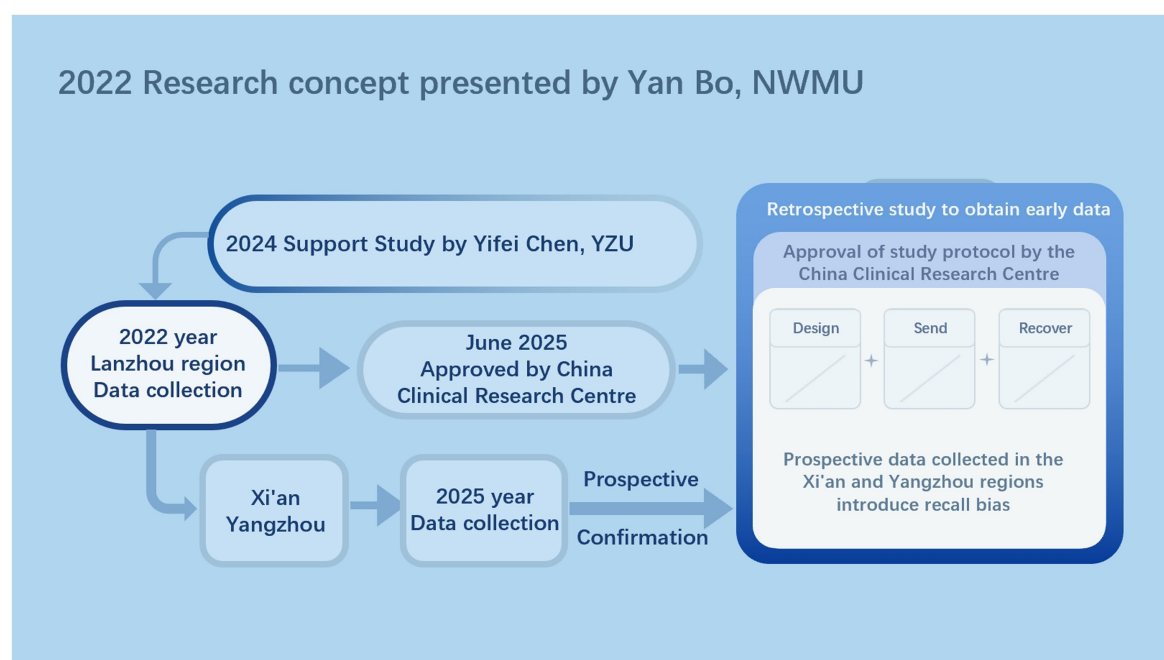 2022 Research concept presented by Yan Bo, NWMU
2024 Support Study by Yifei Chen, YZU
2022 year
Lanzhou region
Data collection
June 2025
Approved by China
Clinical Research Centre
Xi'an
Yangzhou
2025 year
Data collection
Prospective
Confirmation
Retrospective study to obtain early data
Approval of study protocol by the
China Clinical Research Centre
Design
Send
Recover
Prospective data collected in the
Xi'an and Yangzhou regions
introduce recall bias